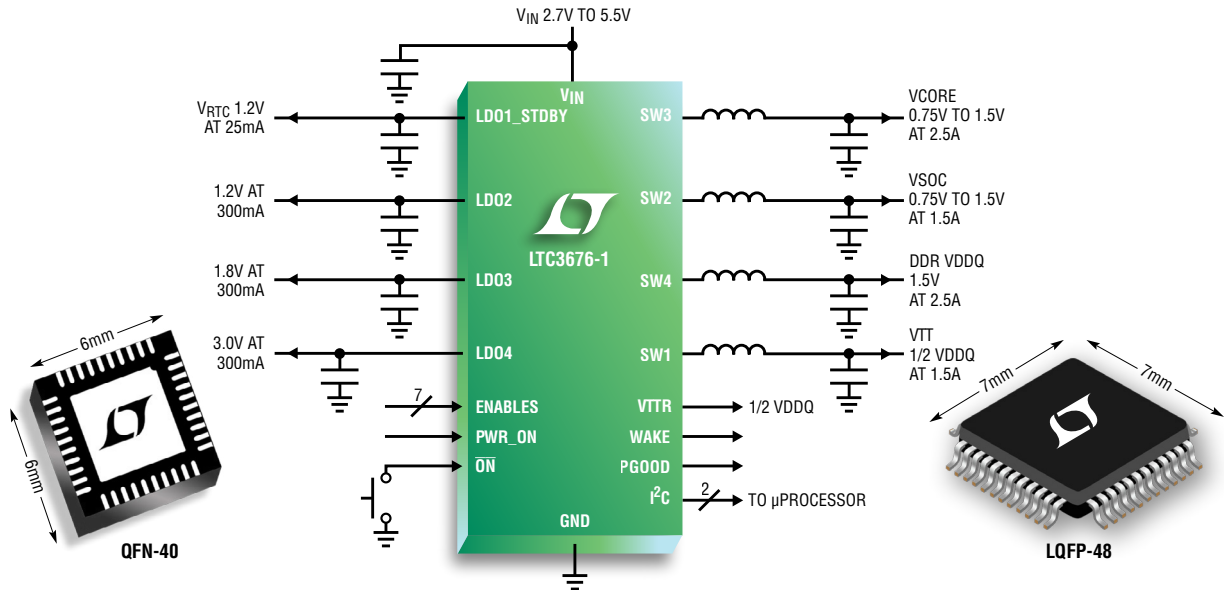 VIN 2.7V TO 5.5V
VIN
VRTC 1.2V
AT 25mA
LDO1_STDBY
SW3
VCORE
0.75V TO 1.5V
AT 2.5A
1.2V AT
300mA
LDO2
SW2
VSOC
0.75V TO 1.5V
AT 1.5A
LTC3676-1
1.8V AT
300mA
LDO3
SW4
DDR VDDQ
1.5V
AT 2.5A
3.0V AT
300mA
LDO4
SW1
VTT
1/2 VDDQ
AT 1.5A
7
ENABLES
VTTR
1/2 VDDQ
PWR_ON
WAKE
ON
PGOOD
I²C
2
TO µPROCESSOR
GND
6mm
6mm
QFN-40
7mm
7mm
LQFP-48